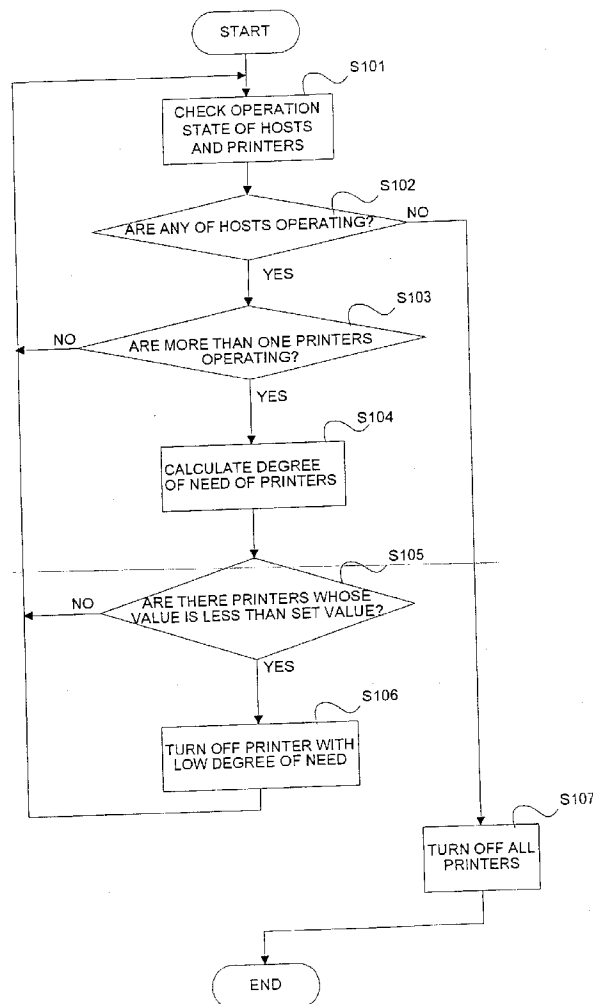 START
S101
CHECK OPERATION
STATE OF HOSTS
AND PRINTERS
S102
ARE ANY OF HOSTS OPERATING?
NO
YES
S103
ARE MORE THAN ONE PRINTERS
OPERATING?
NO
YES
S104
CALCULATE DEGREE
OF NEED OF PRINTERS
S105
ARE THERE PRINTERS WHOSE
VALUE IS LESS THAN SET VALUE?
NO
YES
S106
TURN OFF PRINTER WITH
LOW DEGREE OF NEED
S107
TURN OFF ALL
PRINTERS
END